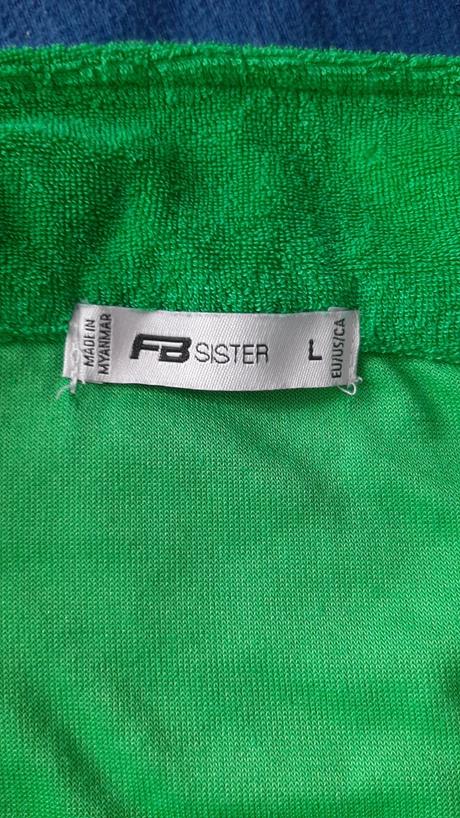 MADE IN
MYANMAR
FB SISTER
L
EU/US/CA